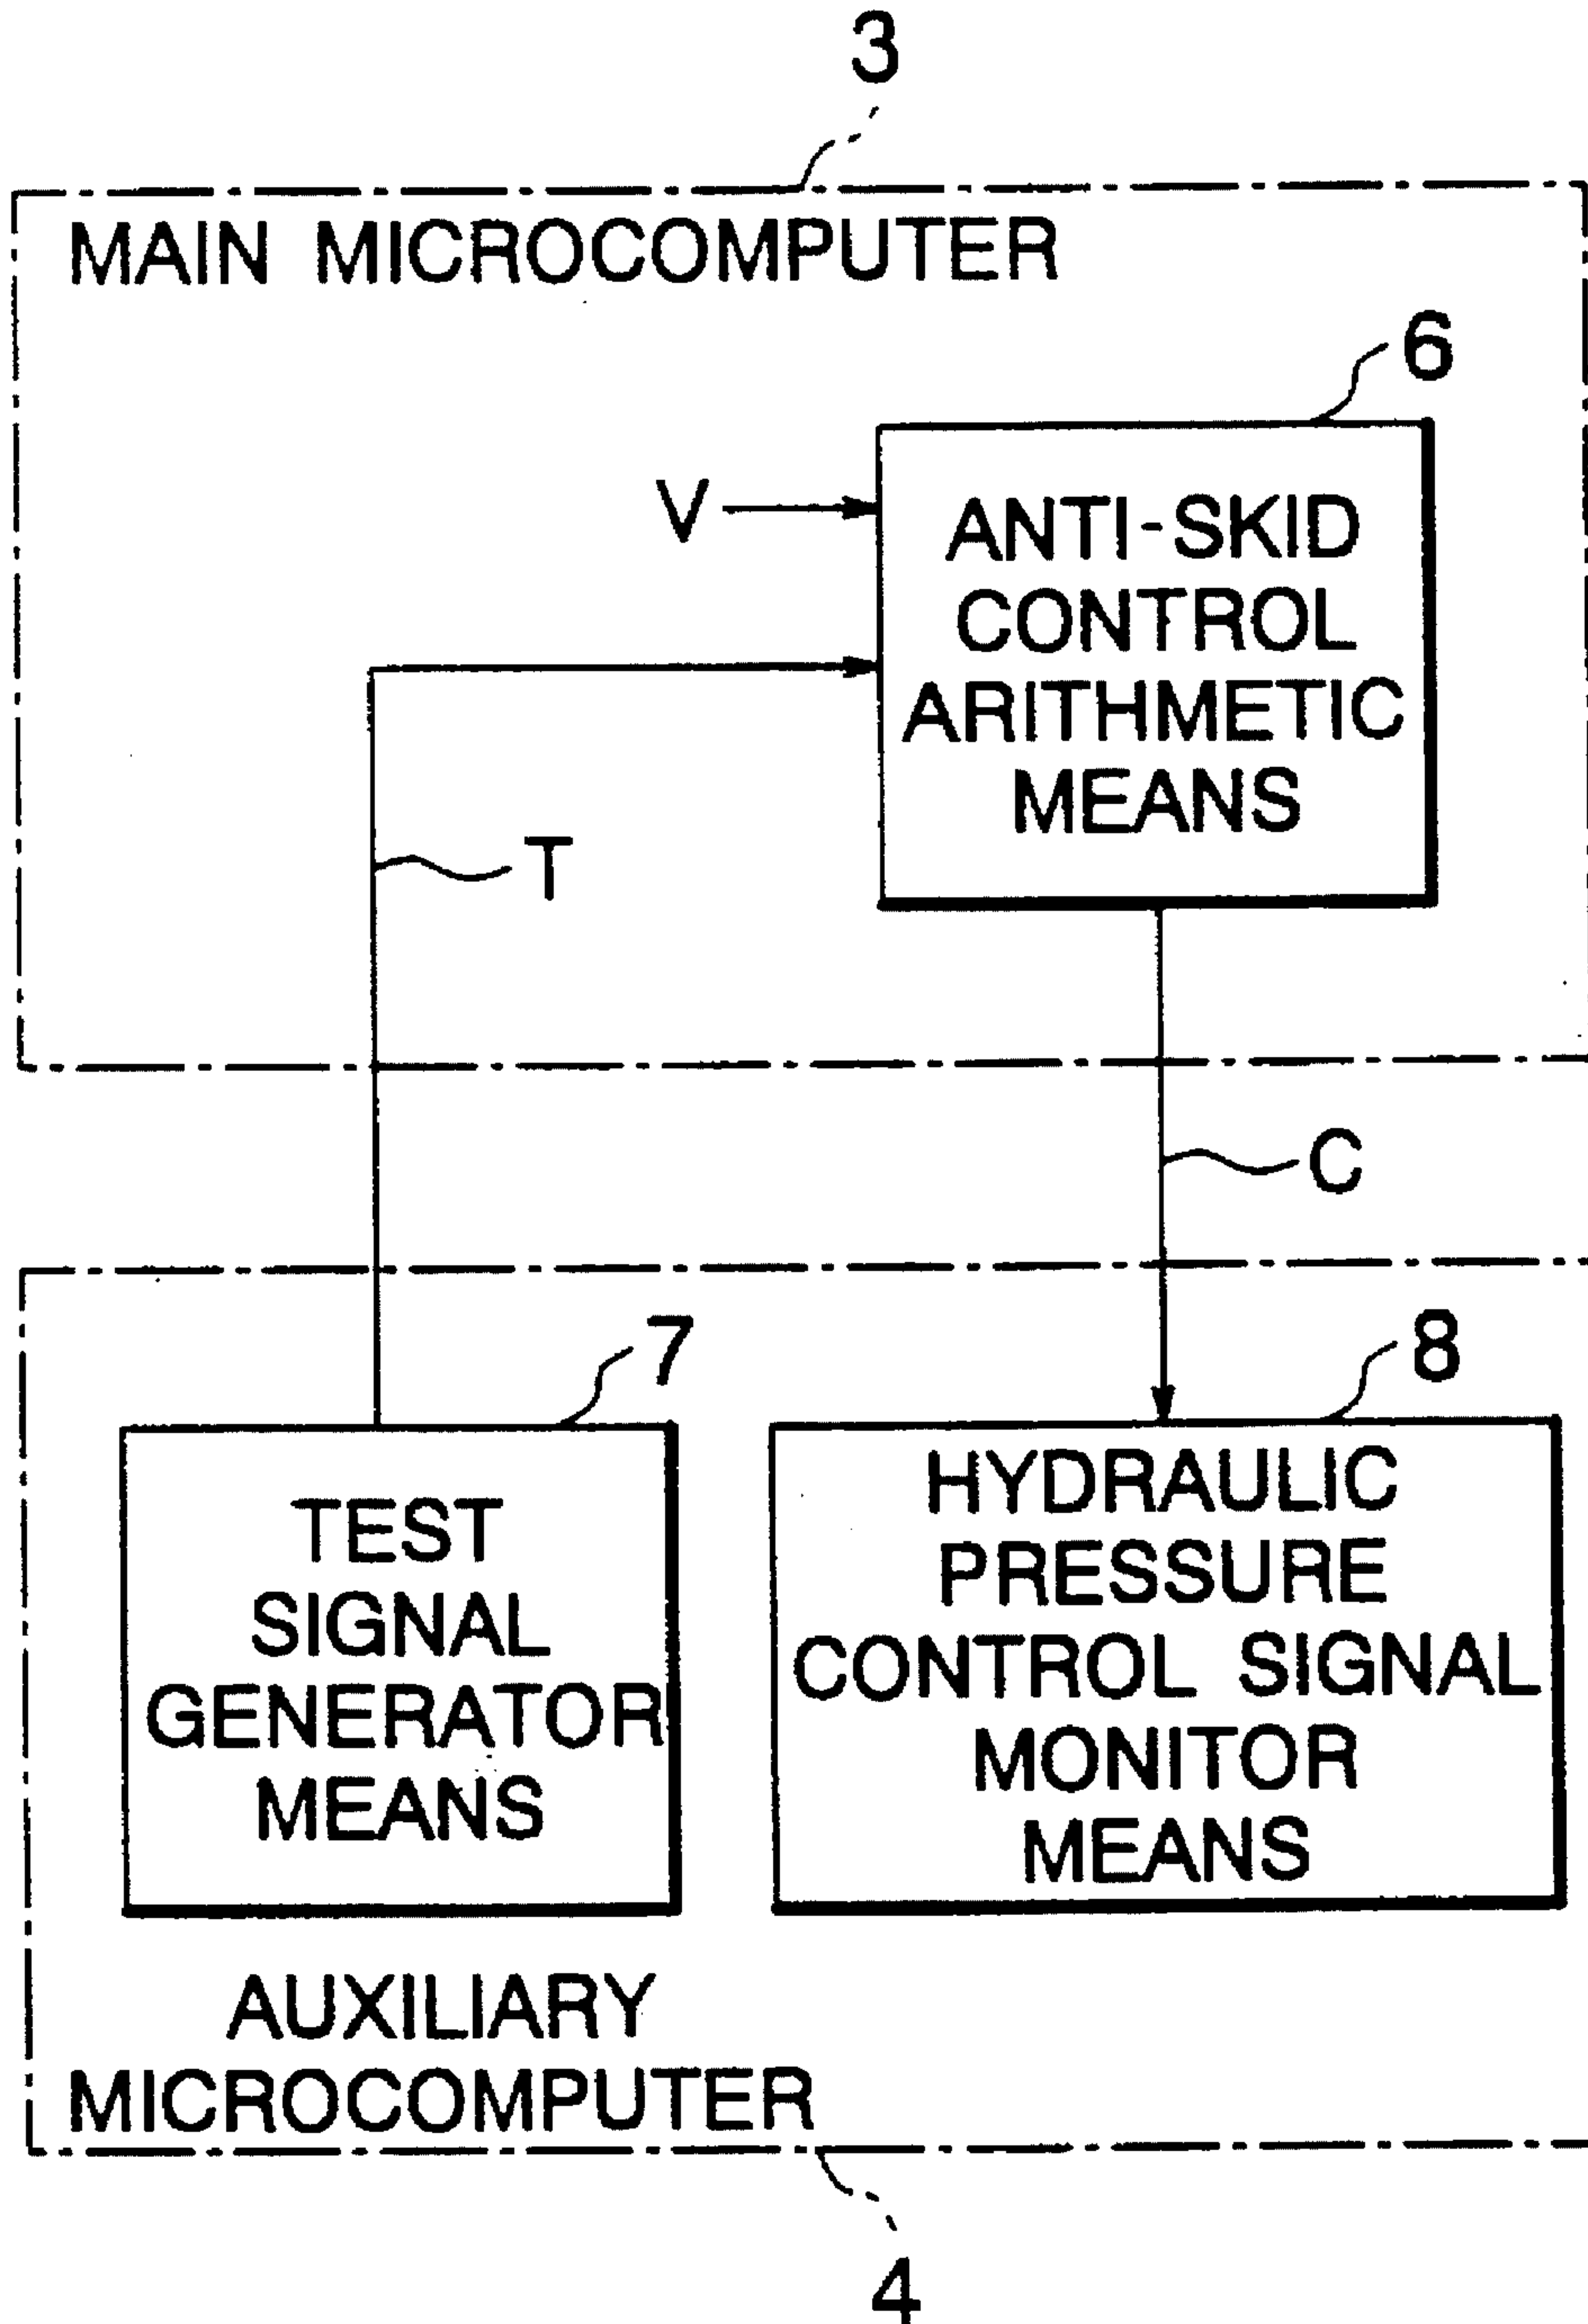 3
MAIN MICROCOMPUTER
6
V
ANTI-SKID
CONTROL
ARITHMETIC
MEANS
T
C
7
8
TEST
SIGNAL
GENERATOR
MEANS
HYDRAULIC
PRESSURE
CONTROL SIGNAL
MONITOR
MEANS
AUXILIARY
MICROCOMPUTER
4